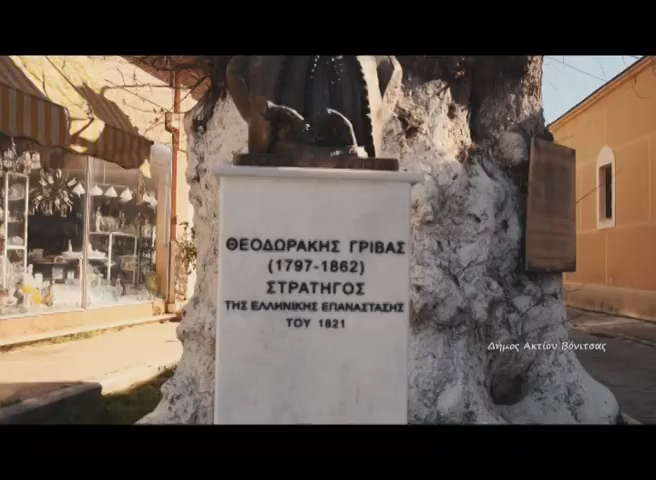 ΘΕΟΔΩΡΑΚΗΣ ΓΡΙΒΑΣ
(1797-1862)
ΣΤΡΑΤΗΓΟΣ
ΤΗΣ ΕΛΛΗΝΙΚΗΣ ΕΠΑΝΑΣΤΑΣΗΣ
ΤΟΥ 1821
Δήμος Ακτίου Βόνιτσας